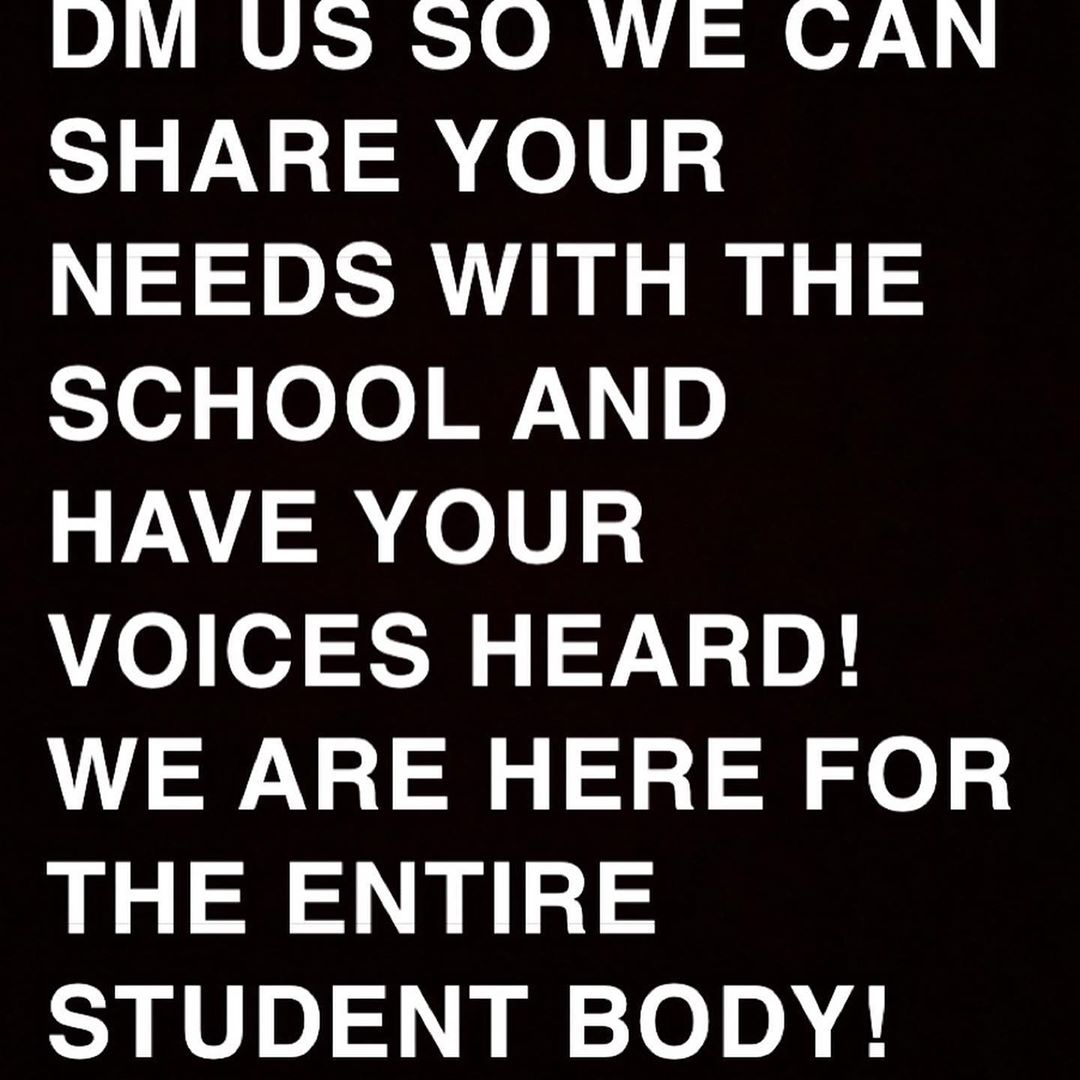 DM US SO WE CAN
SHARE YOUR
NEEDS WITH THE
SCHOOL AND
HAVE YOUR
VOICES HEARD!
WE ARE HERE FOR
THE ENTIRE
STUDENT BODY!